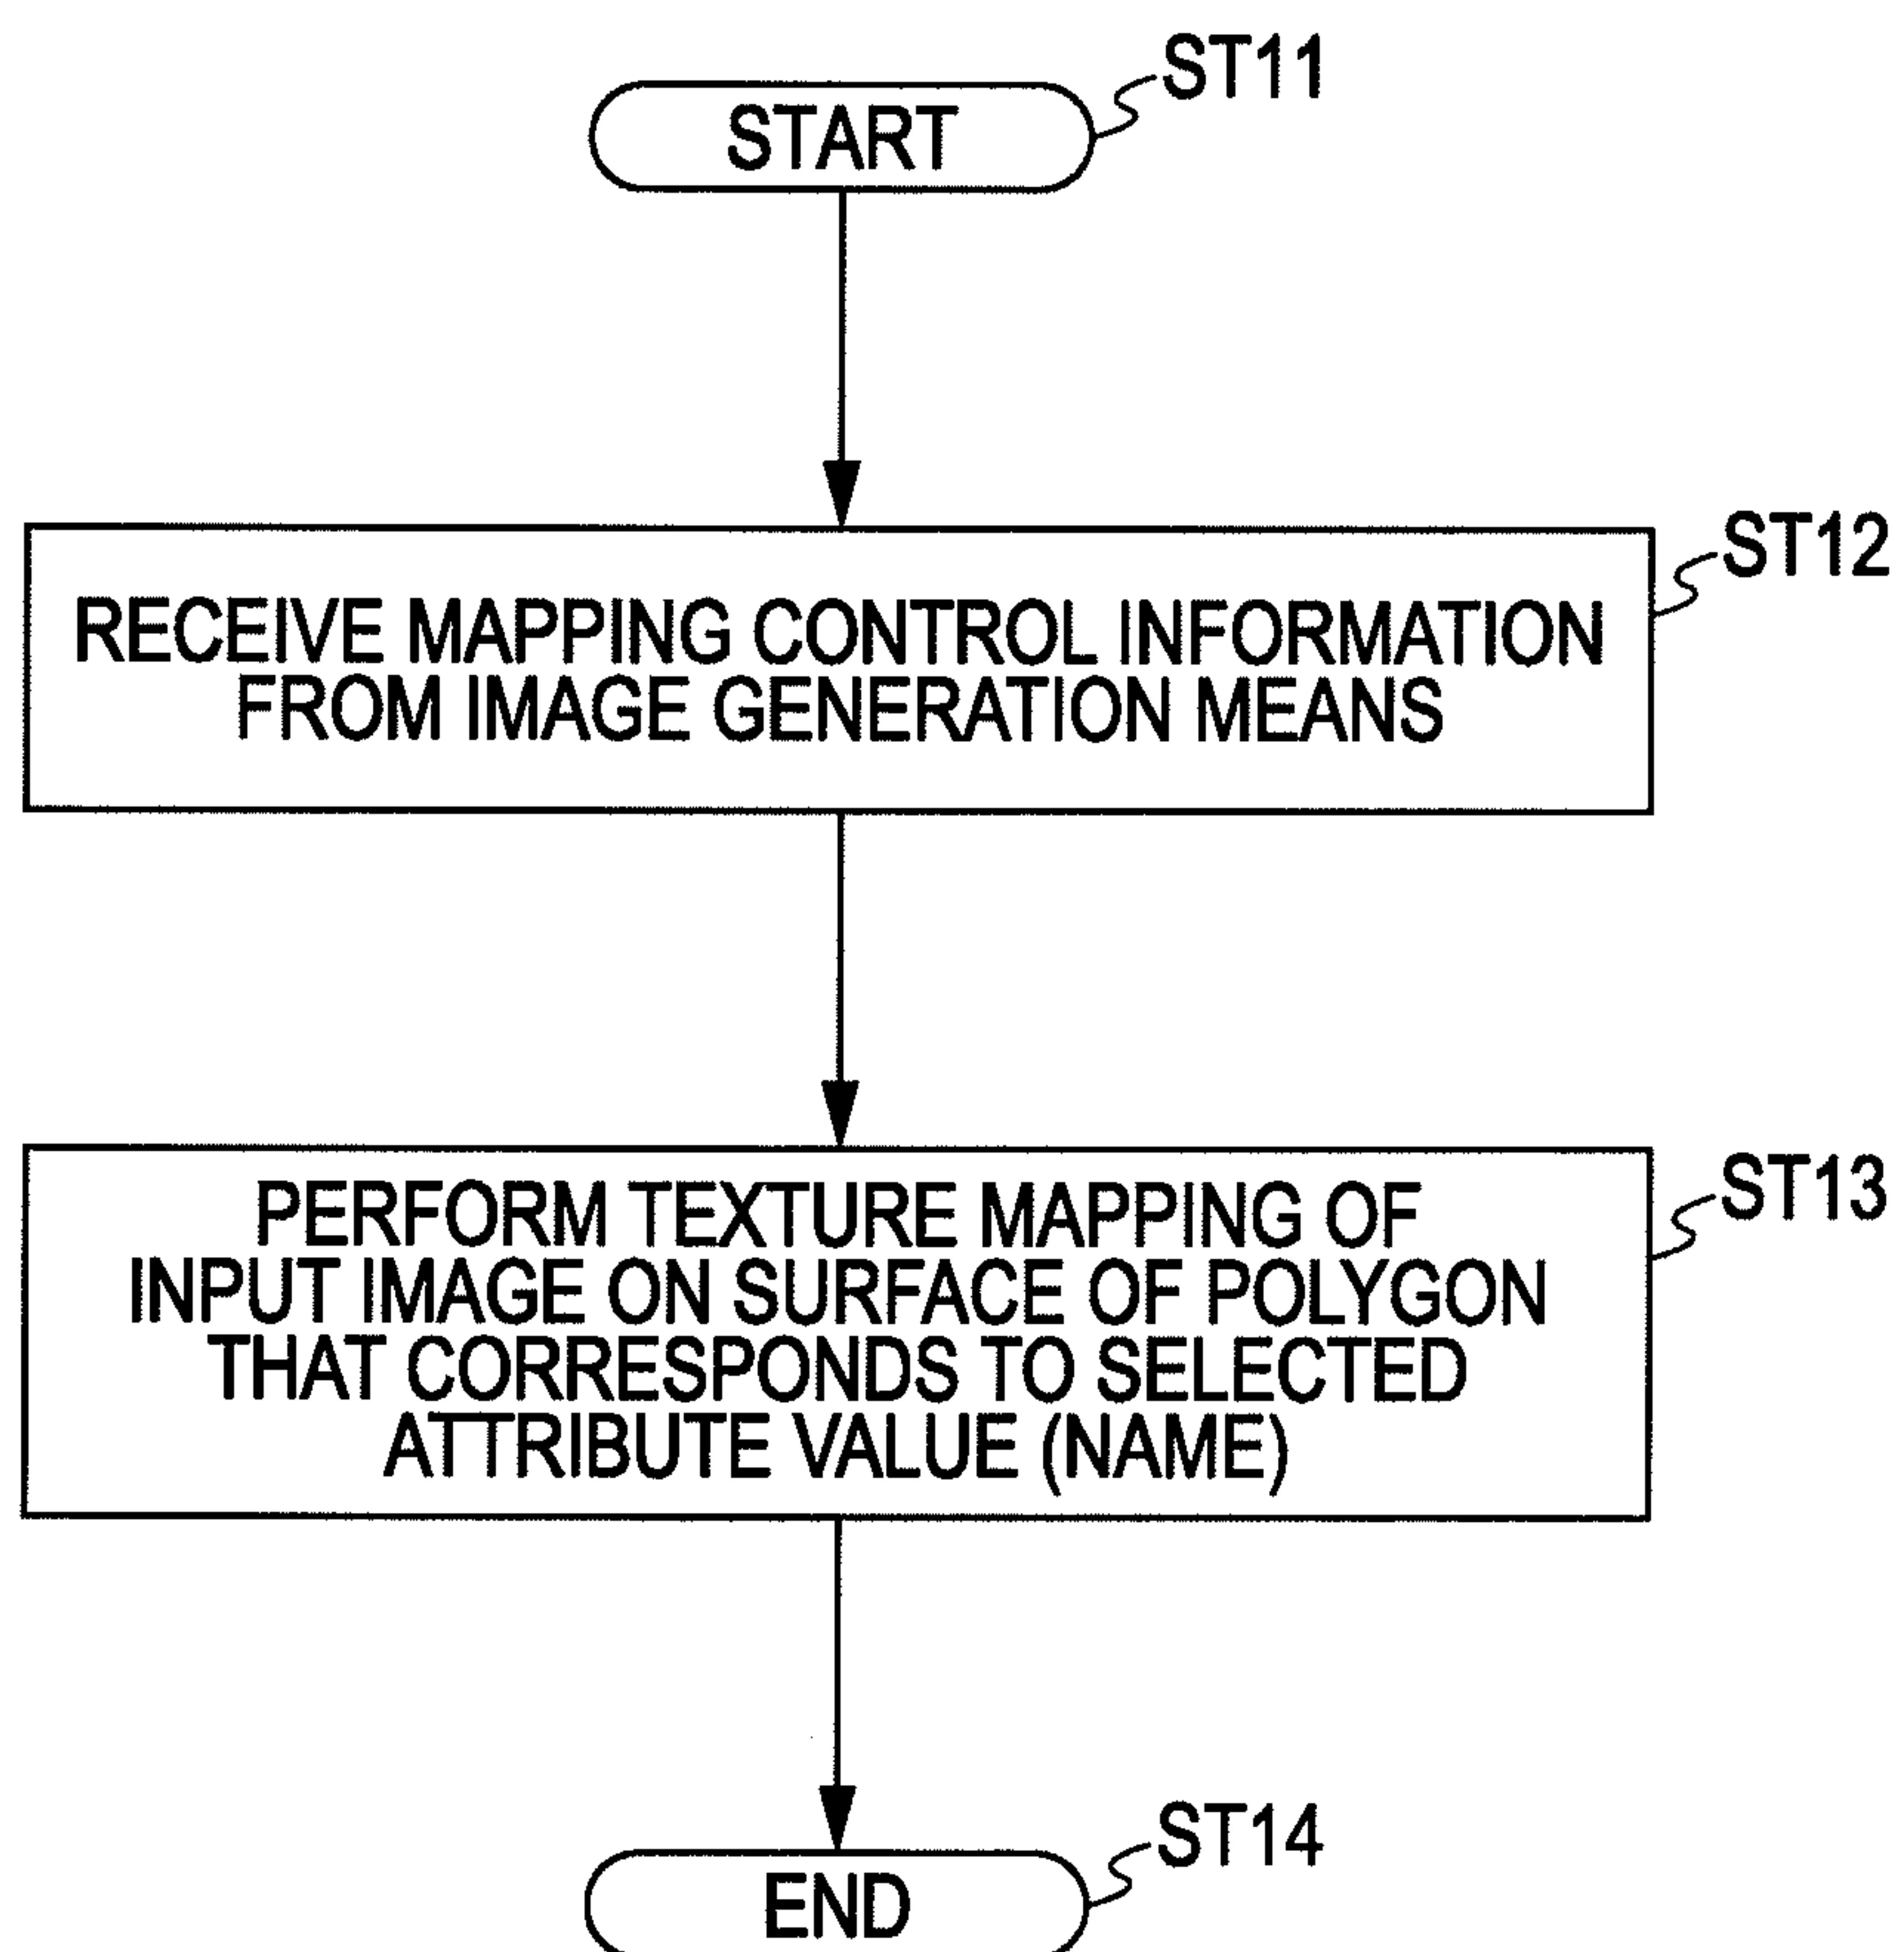 ST11
START
ST12
RECEIVE MAPPING CONTROL INFORMATION
FROM IMAGE GENERATION MEANS
ST13
PERFORM TEXTURE MAPPING OF
INPUT IMAGE ON SURFACE OF POLYGON
THAT CORRESPONDS TO SELECTED
ATTRIBUTE VALUE (NAME)
ST14
END